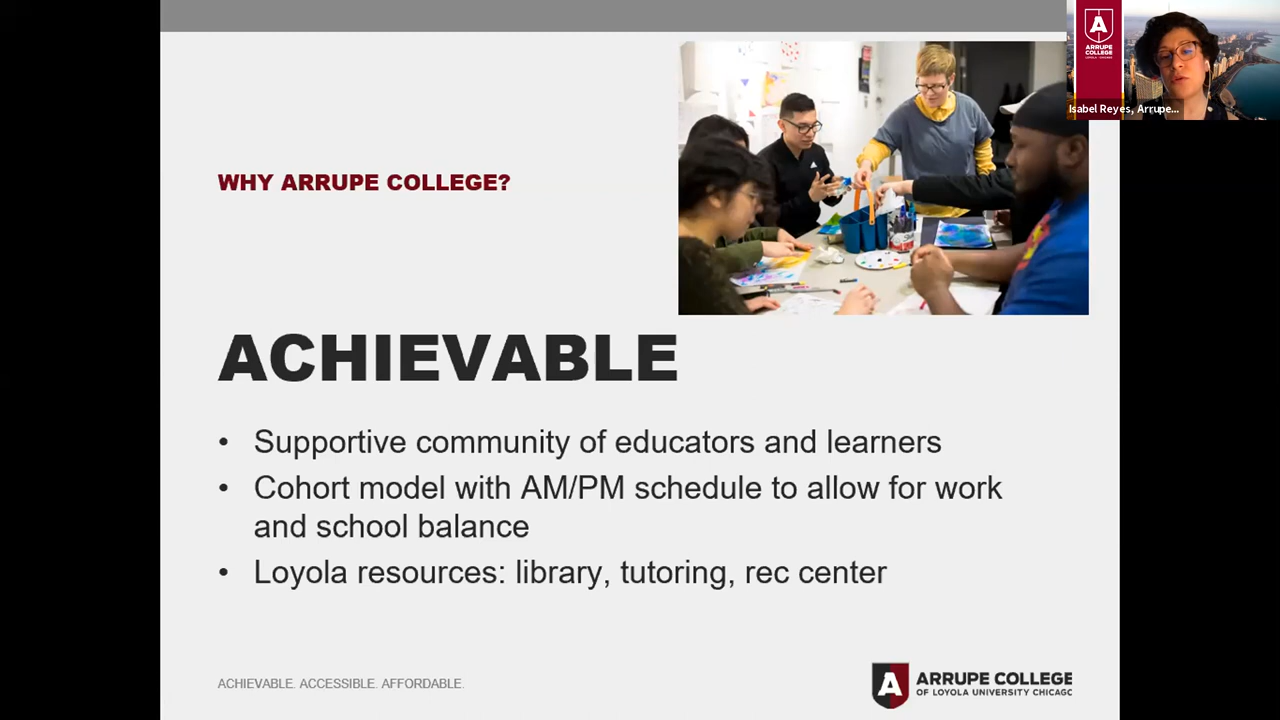 WHY ARRUPE COLLEGE?
A
ARRUPE
COLLEGE
Isabel Reyes, Arrupe...
ACHIEVABLE
• Supportive community of educators and learners
• Cohort model with AM/PM schedule to allow for work
and school balance
• Loyola resources: library, tutoring, rec center
ACHIEVABLE. ACCESSIBLE. AFFORDABLE.
A
ARRUPE COLLEGE
OF LOYOLA UNIVERSITY CHICAGO